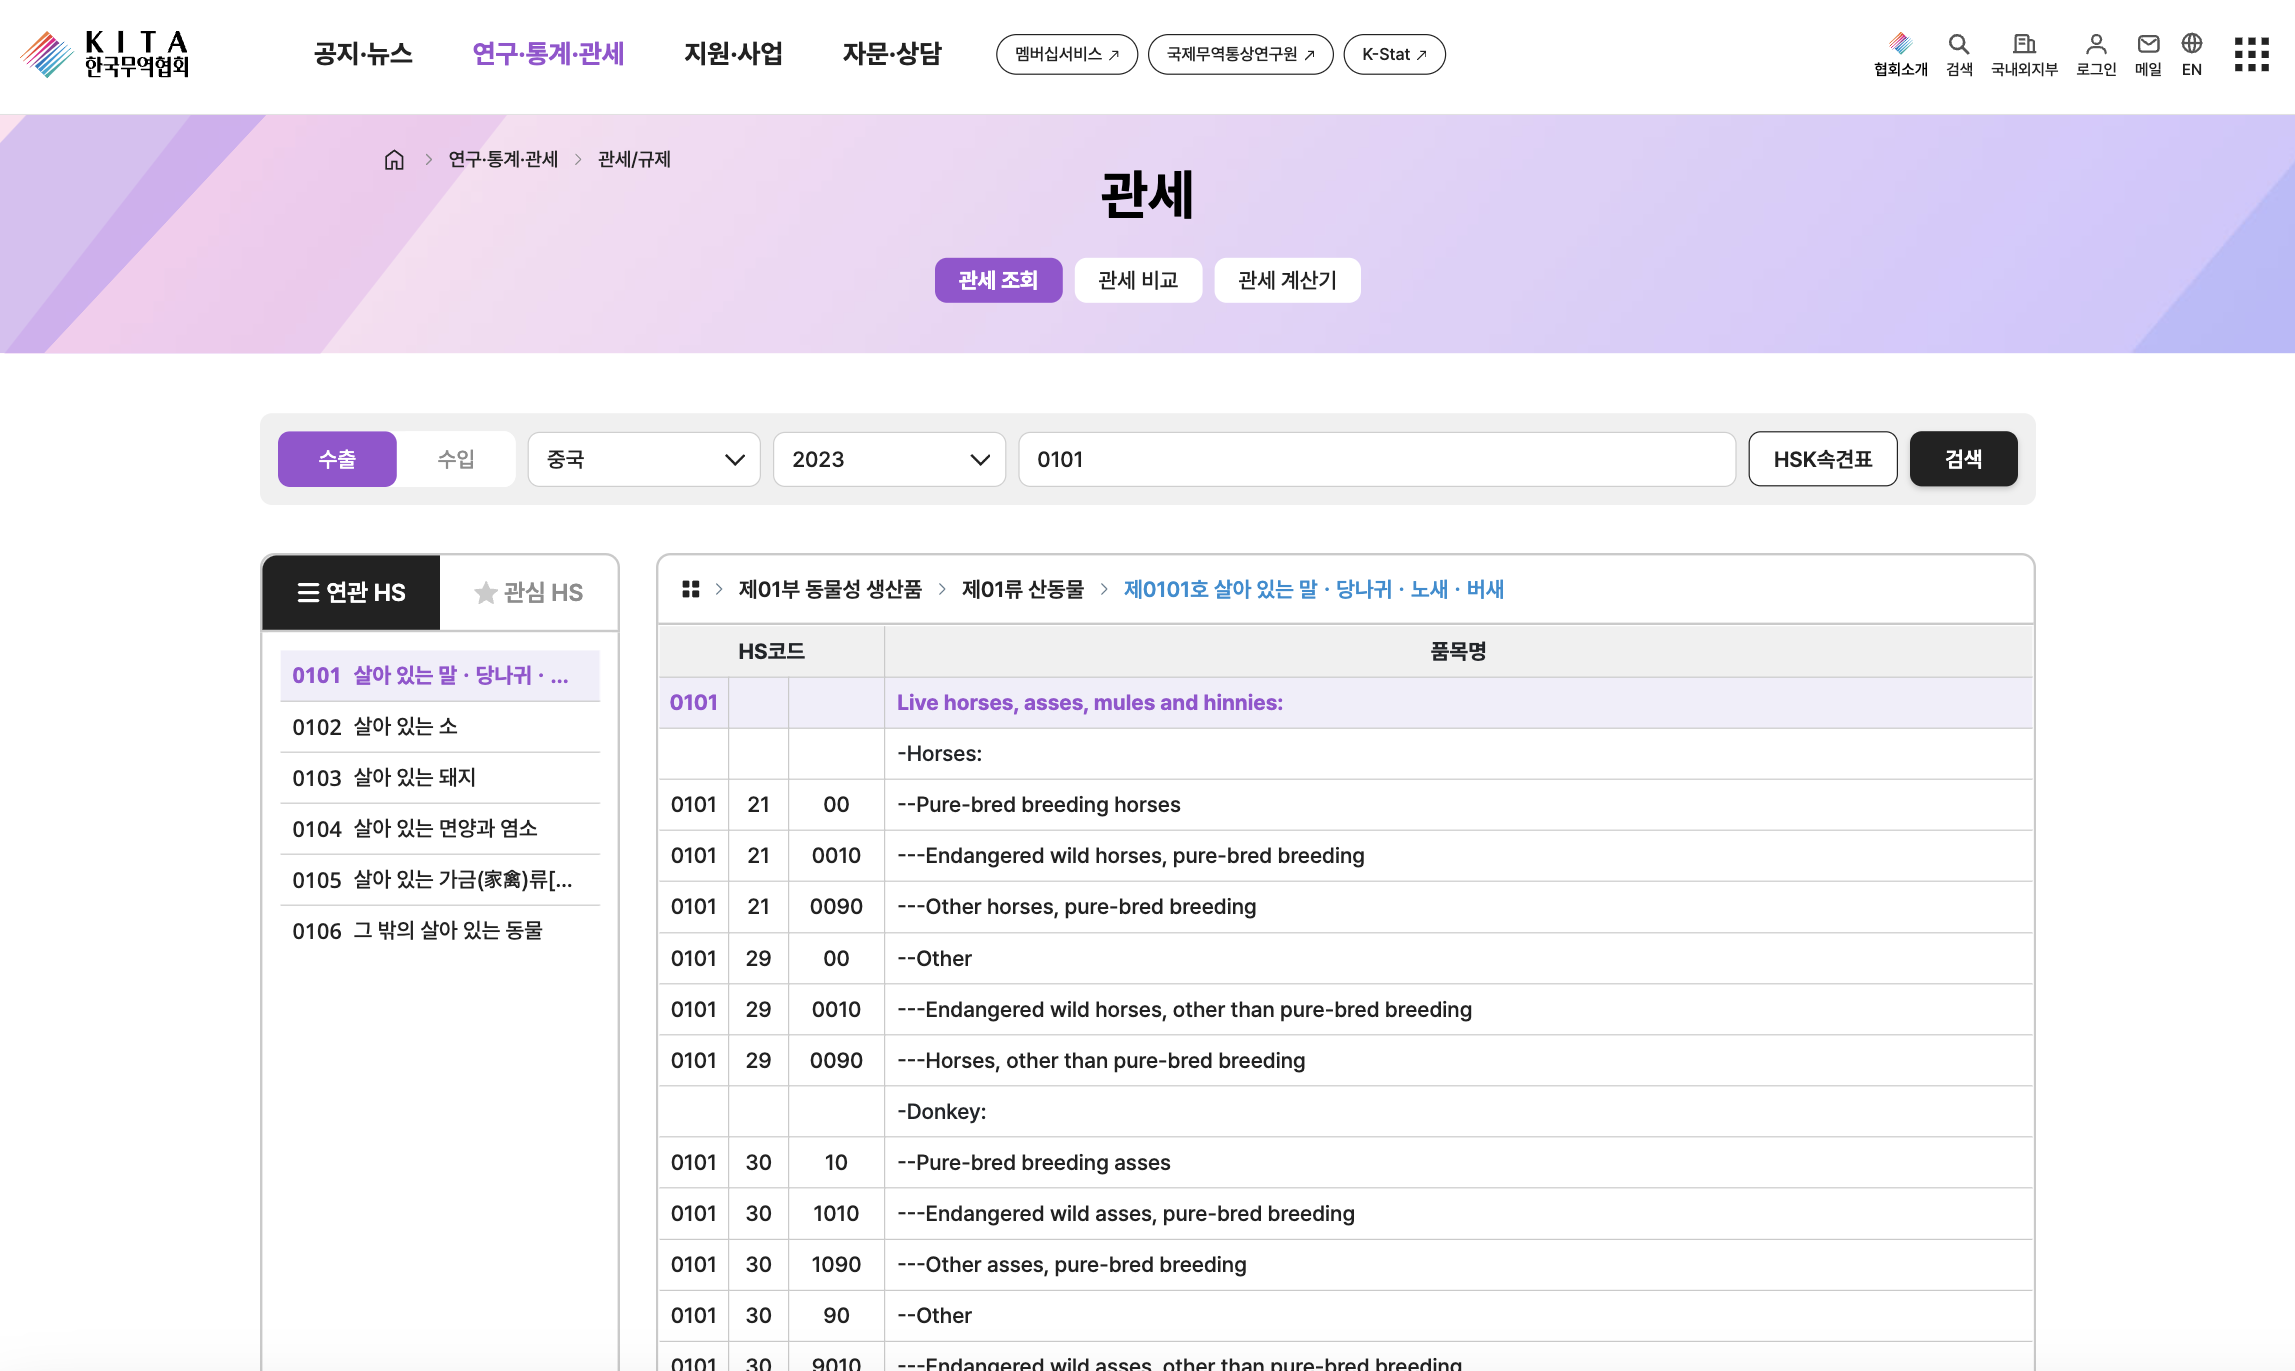 KITA
한국무역협회
공지·뉴스 연구·통계·관세 지원·사업 자문·상담 멤버십서비스 국제무역통상연구원 K-Stat
협회소개 검색 국내외지부 로그인 메일 EN
연구·통계·관세 관세/규제
관세
관세 조회 관세 비교 관세 계산기
수출 수입 중국 2023 0101 HSK속견표 검색
연관 HS 관심 HS
0101 살아 있는 말ㆍ당나귀ㆍ...
0102 살아 있는 소
0103 살아 있는 돼지
0104 살아 있는 면양과 염소
0105 살아 있는 가금(家禽)류[...
0106 그 밖의 살아 있는 동물
제01부 동물성 생산품 제01류 산동물 제0101호 살아 있는 말ㆍ당나귀ㆍ노새ㆍ버새
HS코드 품목명
0101 Live horses, asses, mules and hinnies:
-Horses:
0101 21 00 --Pure-bred breeding horses
0101 21 0010 ---Endangered wild horses, pure-bred breeding
0101 21 0090 ---Other horses, pure-bred breeding
0101 29 00 --Other
0101 29 0010 ---Endangered wild horses, other than pure-bred breeding
0101 29 0090 ---Horses, other than pure-bred breeding
-Donkey:
0101 30 10 --Pure-bred breeding asses
0101 30 1010 ---Endangered wild asses, pure-bred breeding
0101 30 1090 ---Other asses, pure-bred breeding
0101 30 90 --Other
0101 30 9010 ---Endangered wild asses, other than pure-bred breeding